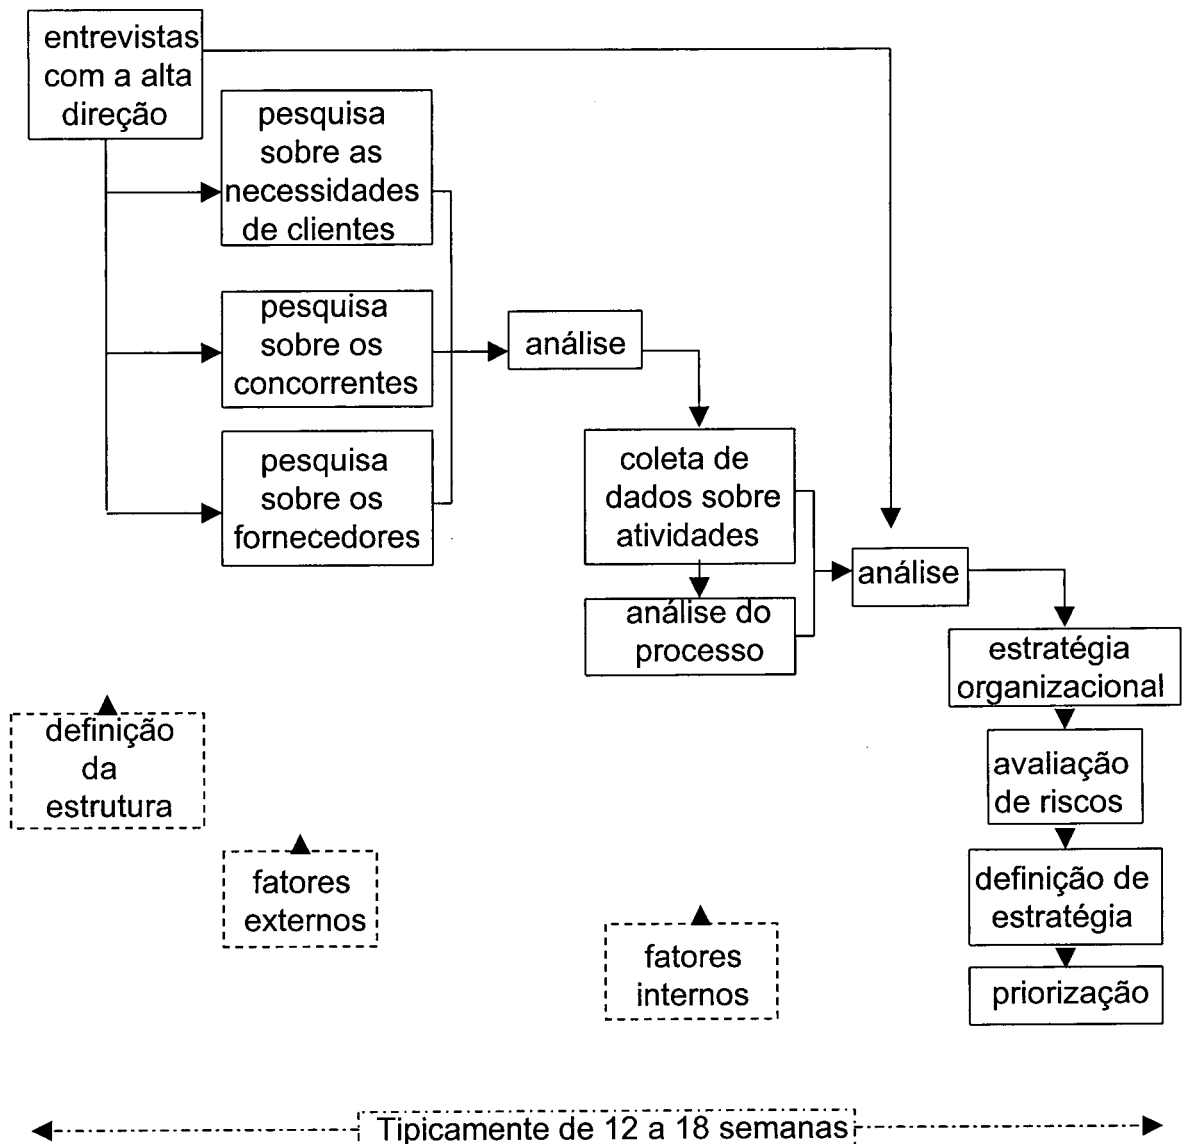 entrevistas
com a alta
direção
pesquisa
sobre as
necessidades
de clientes
pesquisa
sobre os
concorrentes
pesquisa
sobre os
fornecedores
análise
coleta de
dados sobre
atividades
análise do
processo
análise
estratégia
organizacional
avaliação
de riscos
definição de
estratégia
priorização
definição
da
estrutura
fatores
externos
fatores
internos
Tipicamente de 12 a 18 semanas